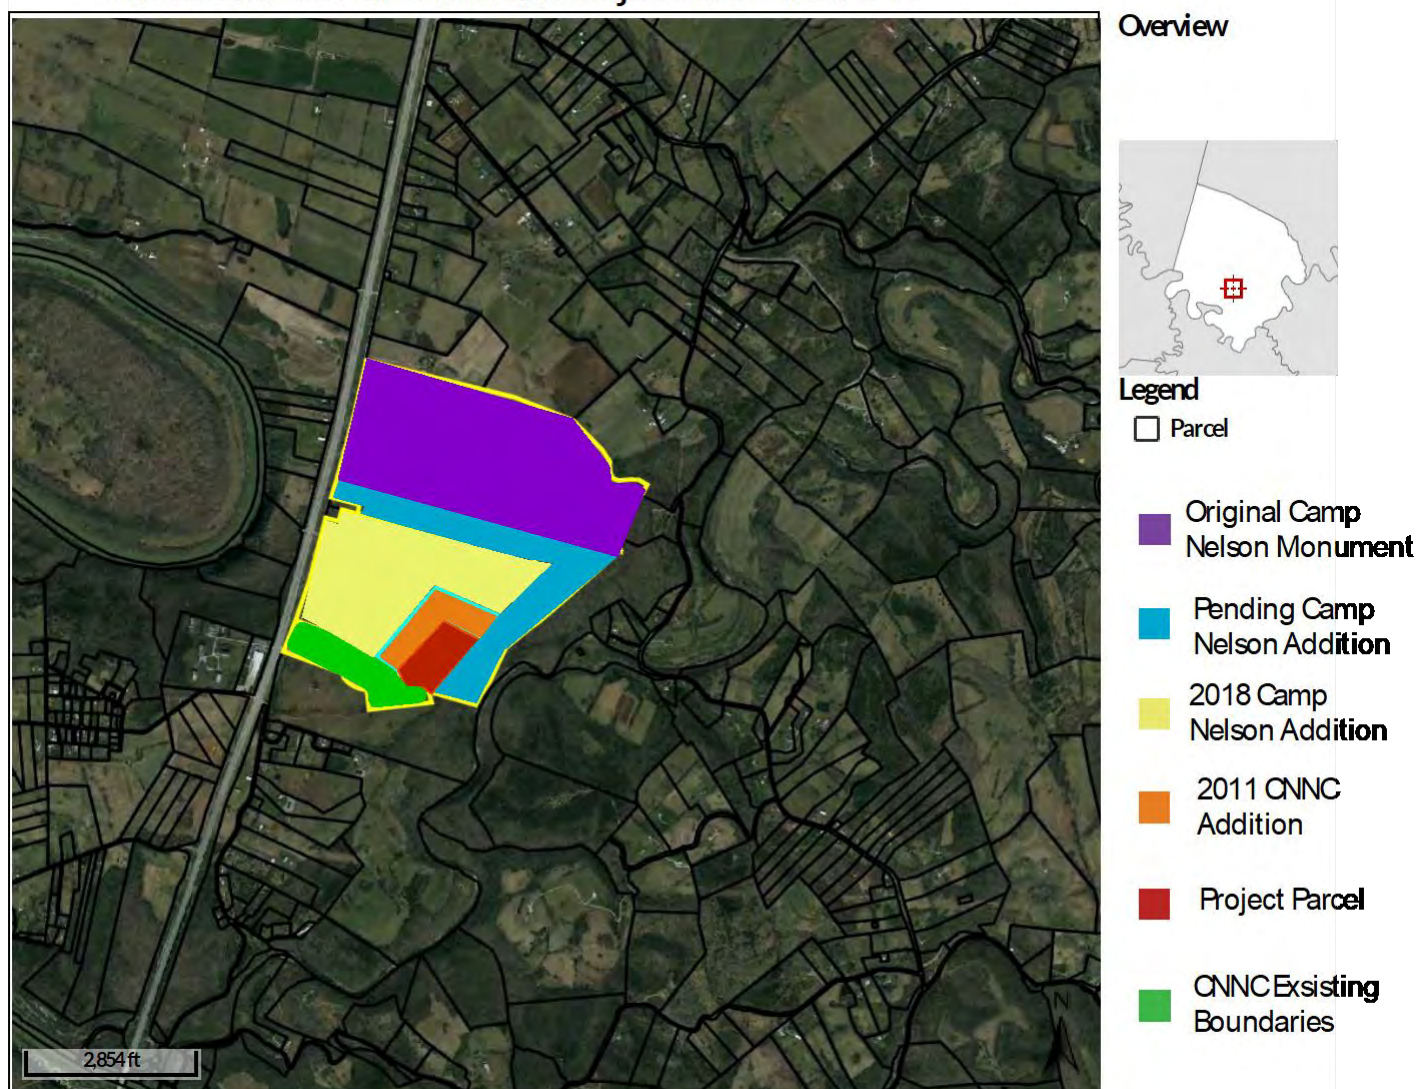 Overview
Legend
Parcel
Original Camp
Nelson Monument
Pending Camp
Nelson Addition
2018 Camp
Nelson Addition
2011 CNNC
Addition
Project Parcel
CNNC Exsisting
Boundaries
N
2,854 ft